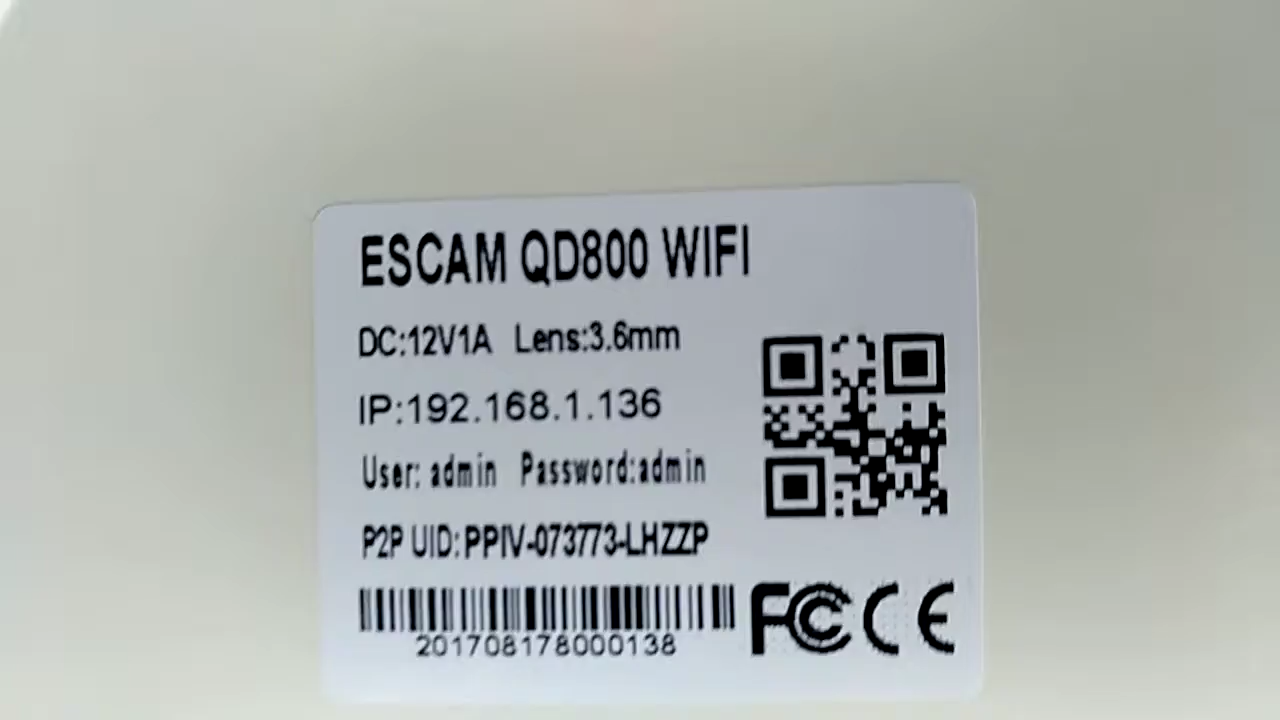 ESCAM QD800 WIFI
DC:12V1A Lens:3.6mm
IP:192.168.1.136
User: admin Password:admin
P2P UID:PPIV-073773-LHZZP
201708178000138
FC CE